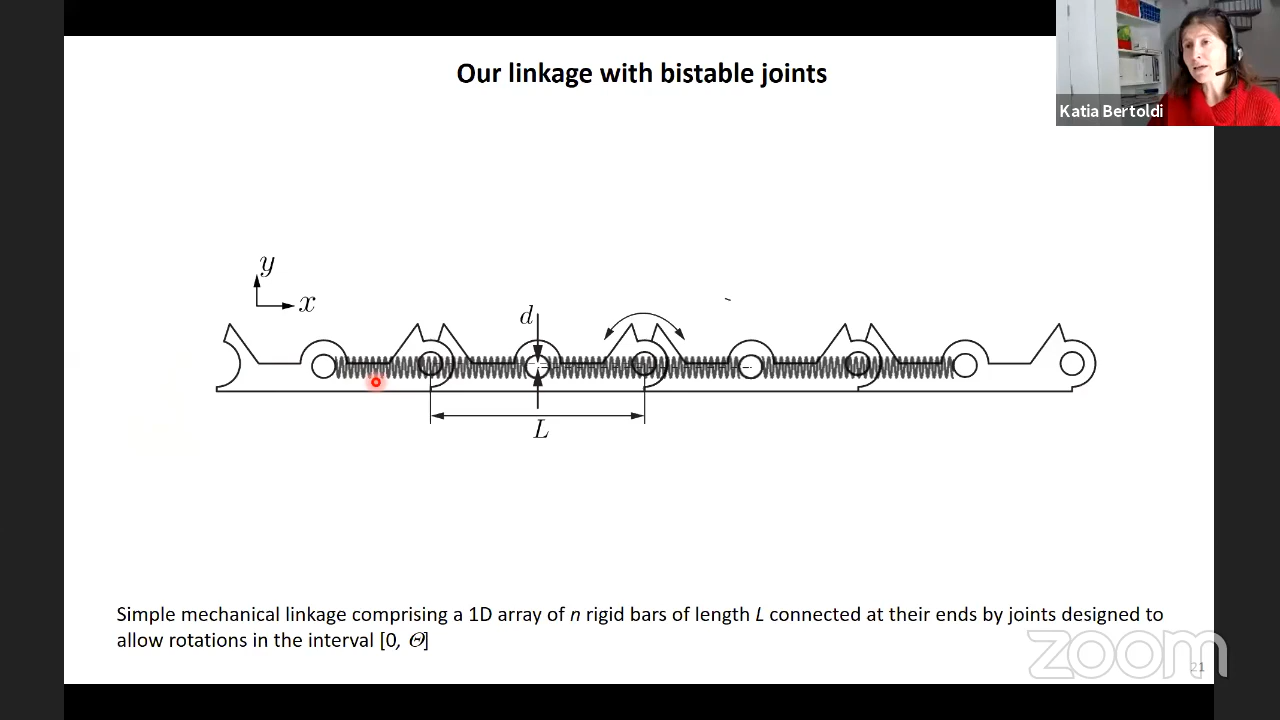 Our linkage with bistable joints
Katia Bertoldi
y
x
d
L
Simple mechanical linkage comprising a 1D array of n rigid bars of length L connected at their ends by joints designed to
allow rotations in the interval [0, Θ]
zoom
21